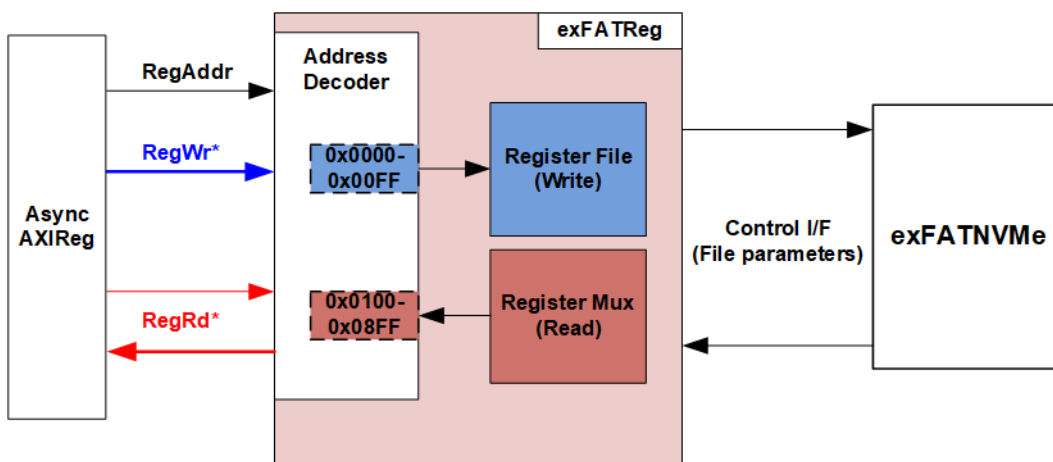 exFATReg
Address
Decoder
RegAddr
RegWr*
0x0000-
0x00FF
Register File
(Write)
Async
AXIReg
Control I/F
(File parameters)
exFATNVMe
RegRd*
0x0100-
0x08FF
Register Mux
(Read)